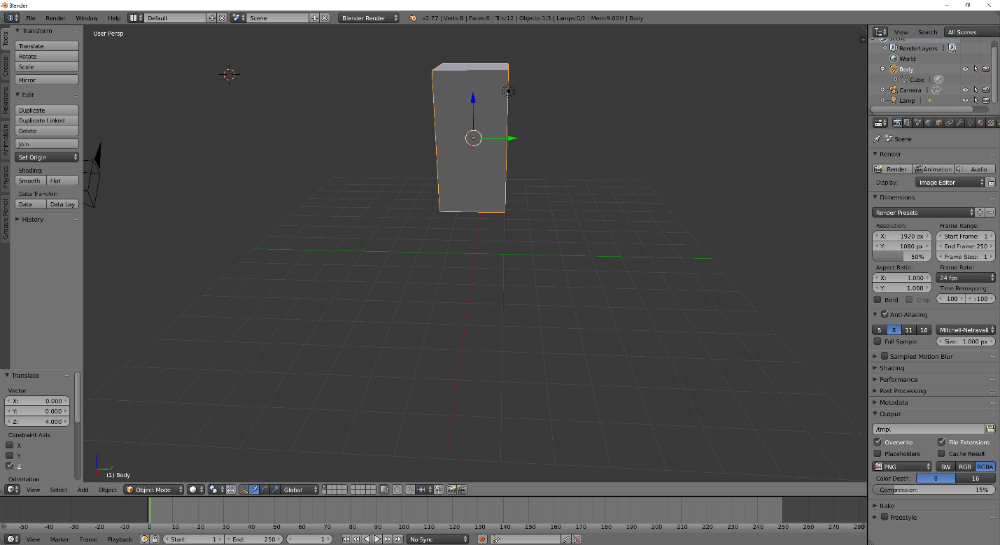 Blender
File Render Window Help Default Scene Blender Render v2.77 | Verts:8 | Faces:6 | Tris:12 | Objects:1/3 | Lamps:0/1 | Mem:9.00M | Body
Tools
Create
Relations
Animation
Physics
Grease Pencil
Transform
Translate
Rotate
Scale
Mirror
Edit
Duplicate
Duplicate Linked
Delete
Join
Set Origin
Shading:
Smooth Flat
Data Transfer:
Data Data Lay
History
Translate
Vector
X: 0.000
Y: 0.000
Z: 4.000
Constraint Axis
X
Y
Z
Orientation
User Persp
z
y
(1) Body
View Select Add Object Object Mode Global
-50 -40 -30 -20 -10 0 10 20 30 40 50 60 70 80 90 100 110 120 130 140 150 160 170 180 190 200 210 220 230 240 250 260 270 280
View Marker Frame Playback Start: 1 End: 250 1 No Sync
View Search All Scenes
Scene
RenderLayers
World
Body
Cube
Camera
Lamp
Scene
Render
Render Animation Audio
Display: Image Editor
Dimensions
Render Presets
Resolution: Frame Range:
X: 1920 px Start Frame: 1
Y: 1080 px End Frame:250
50% Frame Step: 1
Aspect Ratio: Frame Rate:
X: 1.000 24 fps
Y: 1.000 Time Remapping:
Bord Crop 100 :100
Anti-Aliasing
5 8 11 16 Mitchell-Netravali
Full Sample Size: 1.000 px
Sampled Motion Blur
Shading
Performance
Post Processing
Metadata
Output
/tmp\
Overwrite File Extensions
Placeholders Cache Result
PNG BW RGB RGBA
Color Depth: 8 16
Compression: 15%
Bake
Freestyle